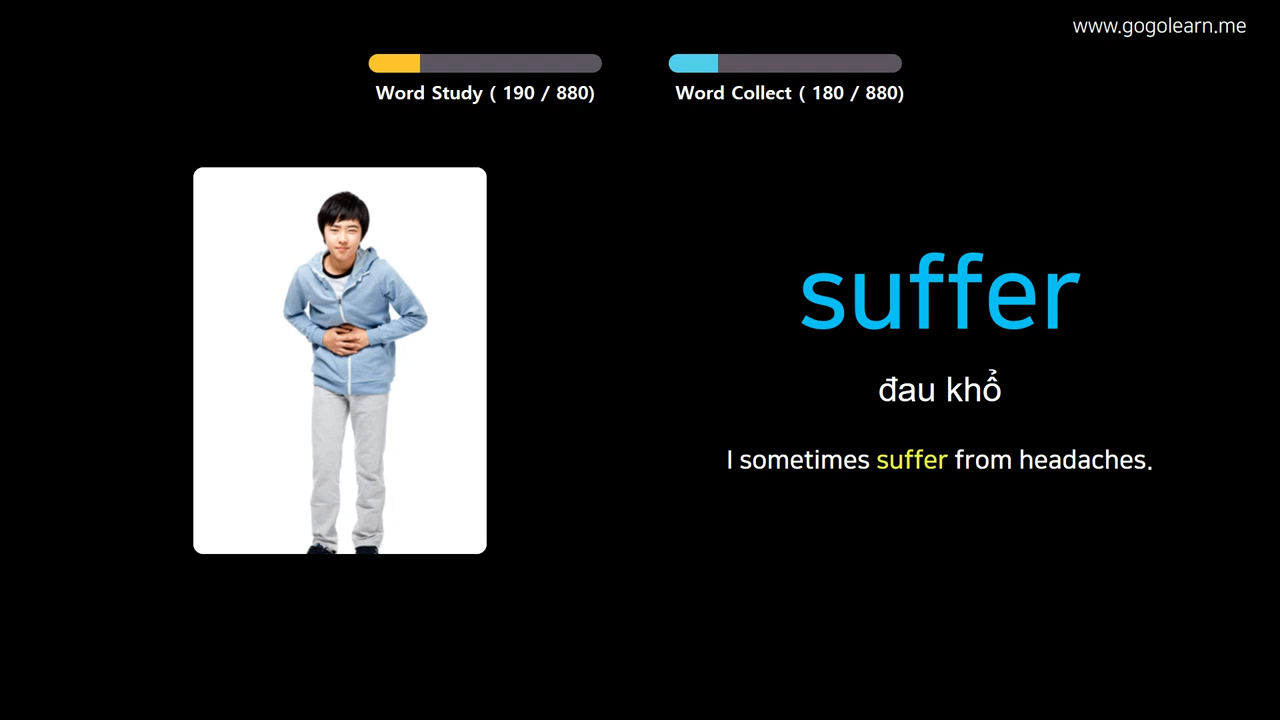 www.gogolearn.me
Word Study ( 190 / 880)
Word Collect ( 180 / 880)
suffer
đau khổ
I sometimes suffer from headaches.